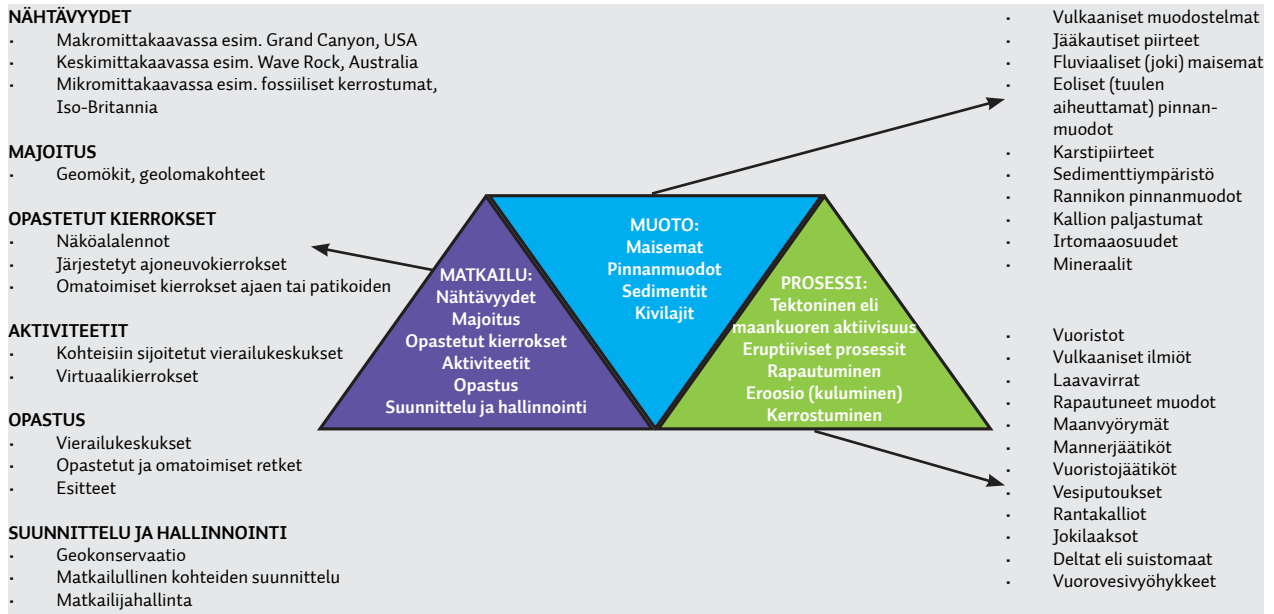 NÄHTÄVYYDET
· Makromittakaavassa esim. Grand Canyon, USA
· Keskimittakaavassa esim. Wave Rock, Australia
· Mikromittakaavassa esim. fossiiliset kerrostumat,
Iso-Britannia
MAJOITUS
· Geomökit, geolomakohteet
OPASTETUT KIERROKSET
· Näköalalennot
· Järjestetyt ajoneuvokierrokset
· Omatoimiset kierrokset ajaen tai patikoiden
AKTIVITEETIT
· Kohteisiin sijoitetut vierailukeskukset
· Virtuaalikierrokset
OPASTUS
· Vierailukeskukset
· Opastetut ja omatoimiset retket
· Esitteet
SUUNNITTELU JA HALLINNOINTI
· Geokonservaatio
· Matkailullinen kohteiden suunnittelu
· Matkailijahallinta
MATKAILU:
Nähtävyydet
Majoitus
Opastetut kierrokset
Aktiviteetit
Opastus
Suunnittelu ja hallinnointi
MUOTO:
Maisemat
Pinnanmuodot
Sedimentit
Kivilajit
PROSESSI:
Tektoninen eli
maankuoren aktiivisuus
Eruptiiviset prosessit
Rapautuminen
Eroosio (kuluminen)
Kerrostuminen
· Vulkaaniset muodostelmat
· Jääkautiset piirteet
· Fluviaaliset (joki) maisemat
· Eoliset (tuulen
aiheuttamat) pinnan-
muodot
· Karstipiirteet
· Sedimenttiympäristö
· Rannikon pinnanmuodot
· Kallion paljastumat
· Irtomaaosuudet
· Mineraalit
· Vuoristot
· Vulkaaniset ilmiöt
· Laavavirrat
· Rapautuneet muodot
· Maanvyörymät
· Mannerjäätiköt
· Vuoristojäätiköt
· Vesiputoukset
· Rantakalliot
· Jokilaaksot
· Deltat eli suistomaat
· Vuorovesivyöhykkeet